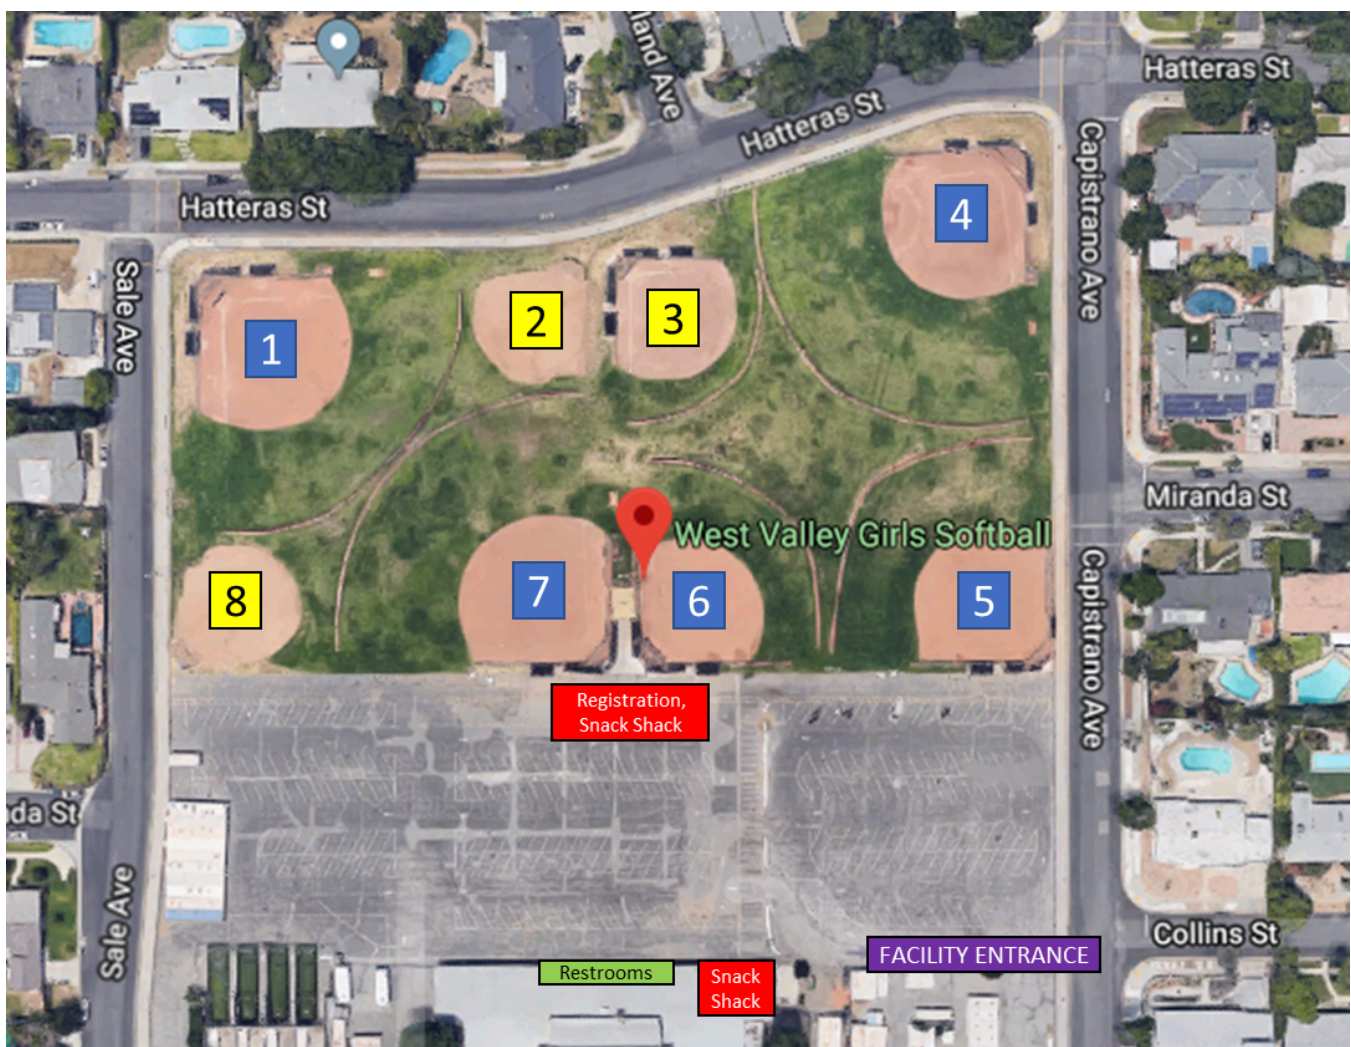 land Ave
Hatteras St
Hatteras St
Hatteras St
Capistrano Ave
4
Sale Ave
1
2
3
Miranda St
West Valley Girls Softball
8
7
6
5
Capistrano Ave
Registration,
Snack Shack
da St
Sale Ave
Collins St
FACILITY ENTRANCE
Restrooms
Snack
Shack